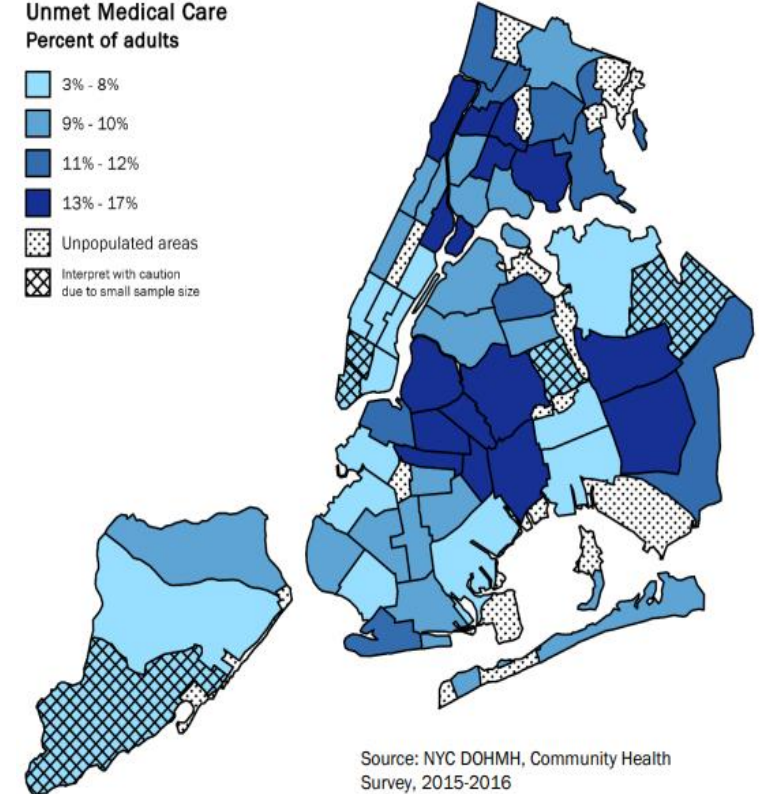 Unmet Medical Care
Percent of adults
3% - 8%
9% - 10%
11% - 12%
13% - 17%
Unpopulated areas
Interpret with caution
due to small sample size
Source: NYC DOHMH, Community Health
Survey, 2015-2016